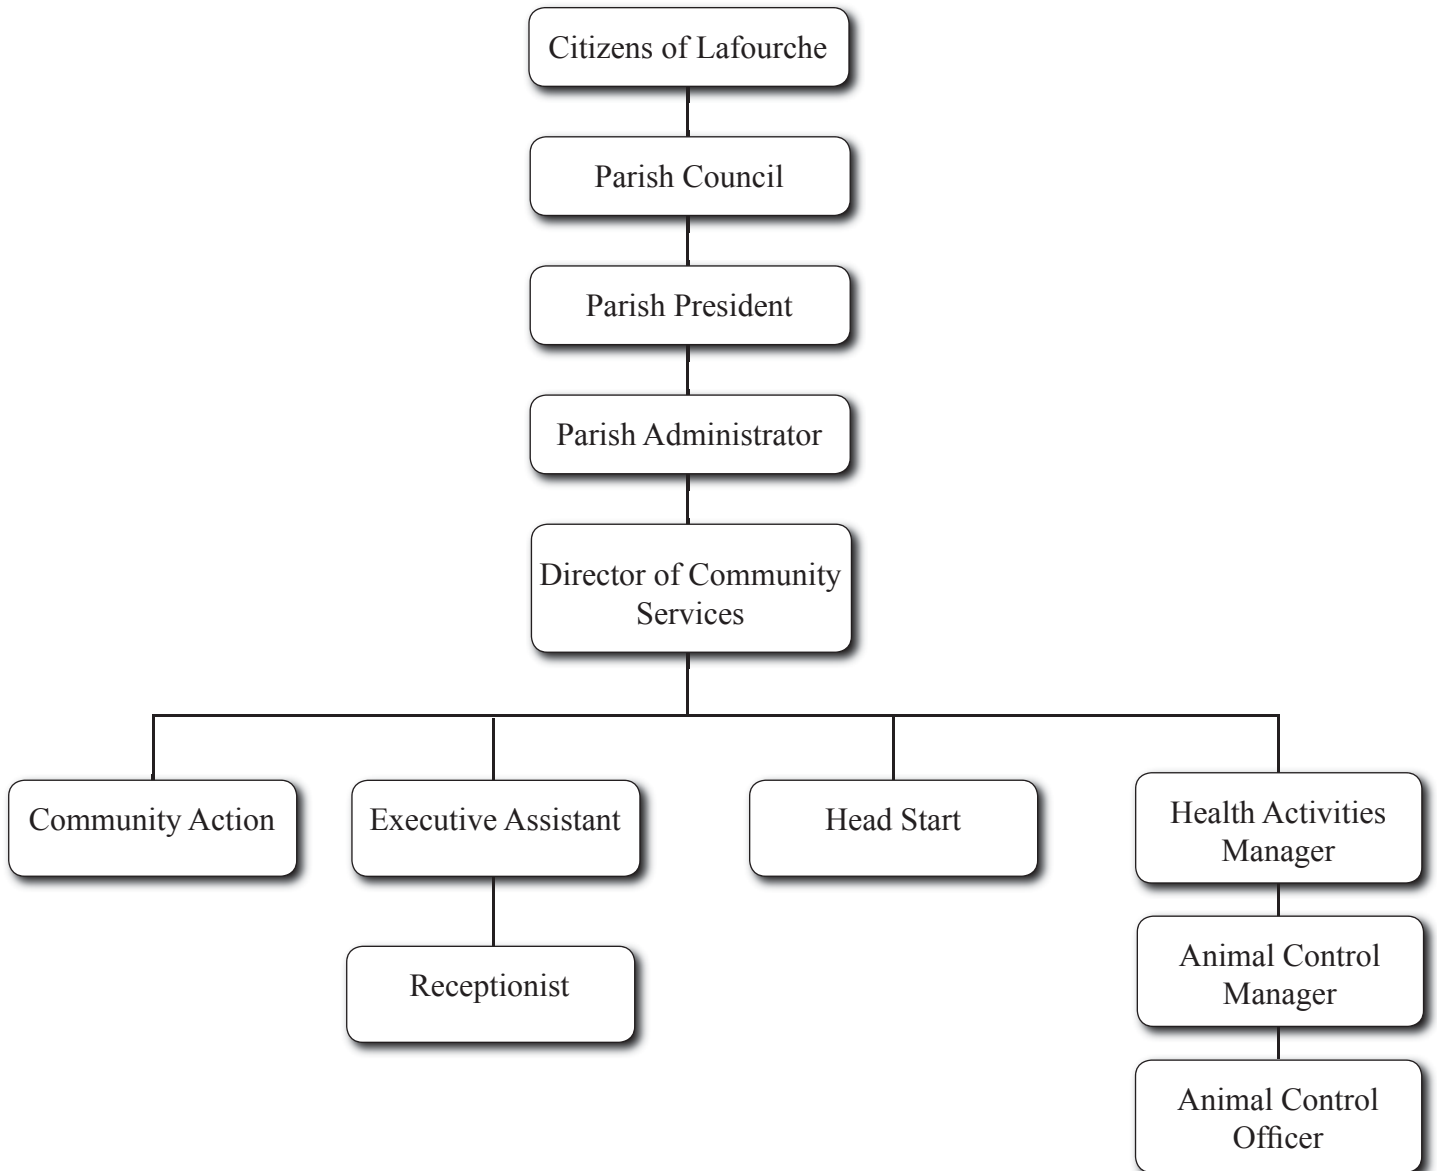 Citizens of Lafourche
Parish Council
Parish President
Parish Administrator
Director of Community
Services
Community Action
Executive Assistant
Head Start
Health Activities
Manager
Receptionist
Animal Control
Manager
Animal Control
Officer